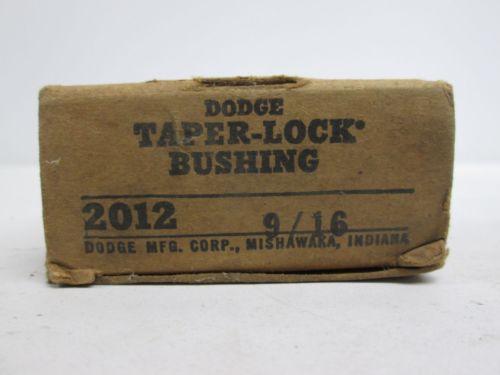 DODGE
TAPER-LOCK®
BUSHING
2012 9/16
DODGE MFG. CORP., MISHAWAKA, INDIANA